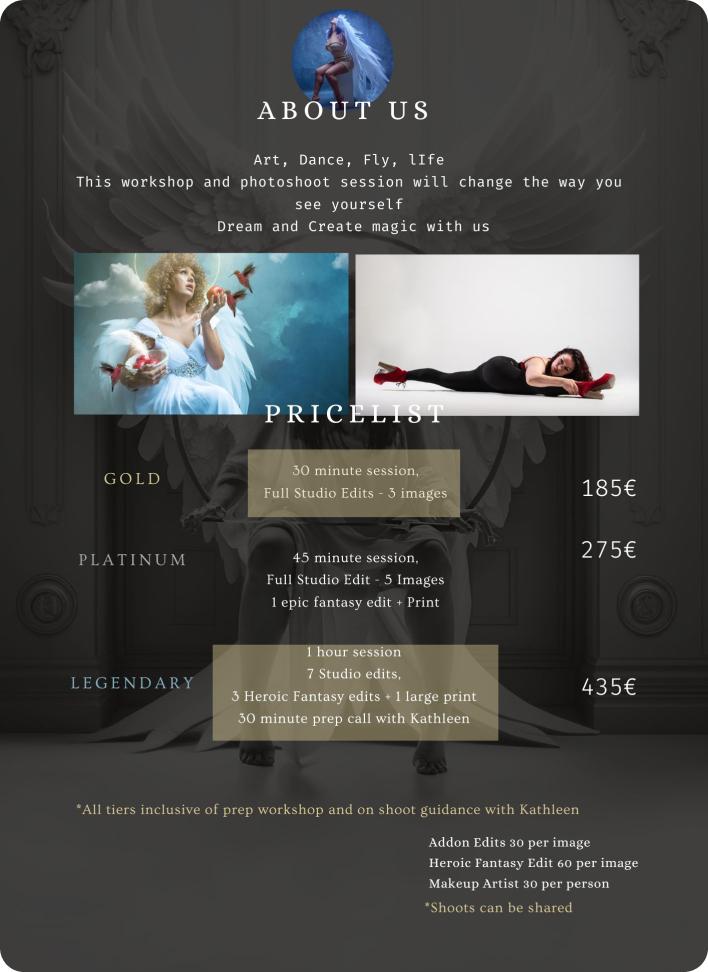 ABOUT US
Art, Dance, Fly, lIfe
This workshop and photoshoot session will change the way you
see yourself
Dream and Create magic with us
PRICELIST
GOLD
30 minute session,
Full Studio Edits - 3 images
185€
PLATINUM
45 minute session,
Full Studio Edit - 5 Images
1 epic fantasy edit + Print
275€
LEGENDARY
1 hour session
7 Studio edits,
3 Heroic Fantasy edits + 1 large print
30 minute prep call with Kathleen
435€
*All tiers inclusive of prep workshop and on shoot guidance with Kathleen
Addon Edits 30 per image
Heroic Fantasy Edit 60 per image
Makeup Artist 30 per person
*Shoots can be shared